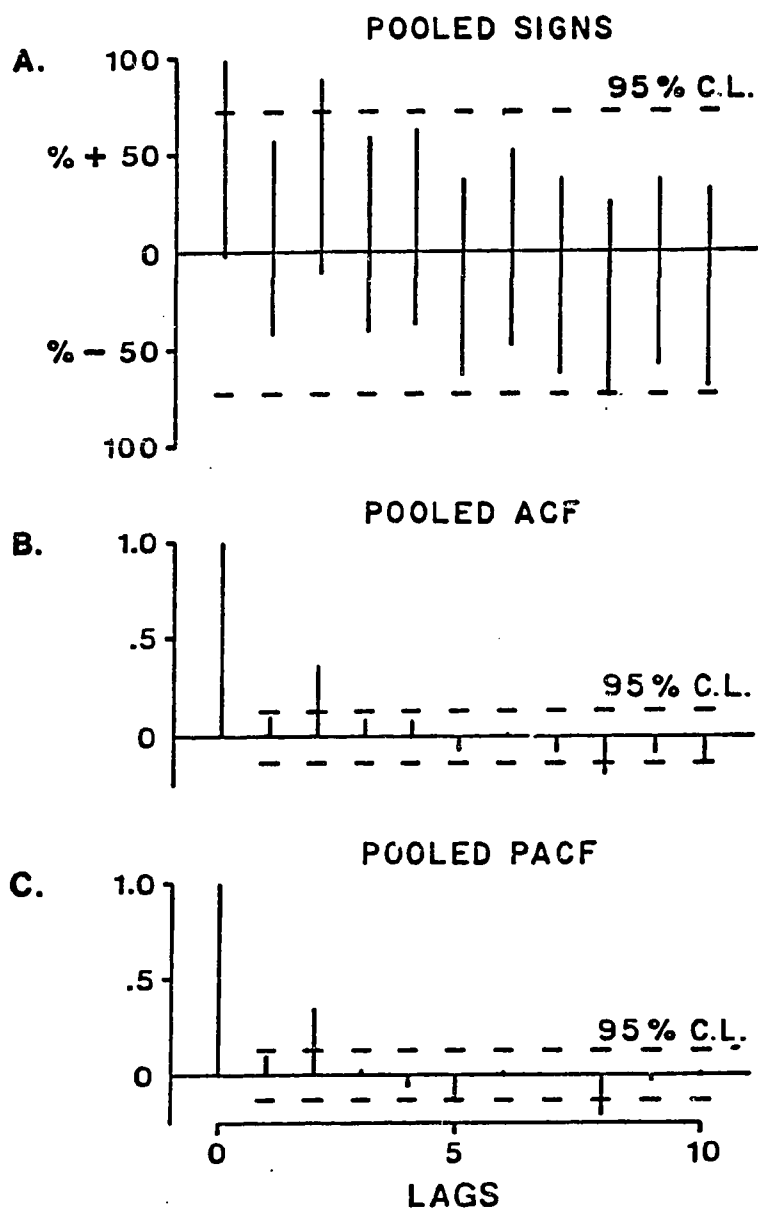 POOLED SIGNS
A.
100
95% C.L.
% + 50
0
% - 50
100
POOLED ACF
B.
1.0
.5
95% C.L.
0
POOLED PACF
C.
1.0
.5
95% C.L.
0
0 5 10
LAGS